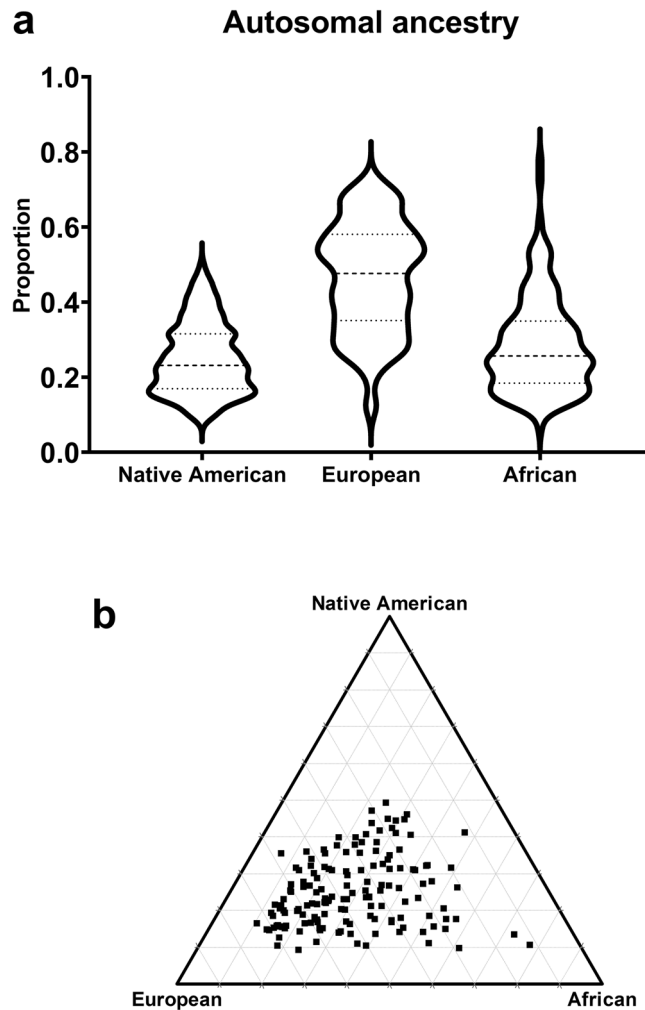 a
Autosomal ancestry
1.0
0.8
0.6
0.4
0.2
0.0
Proportion
Native American European African
b
Native American
European African